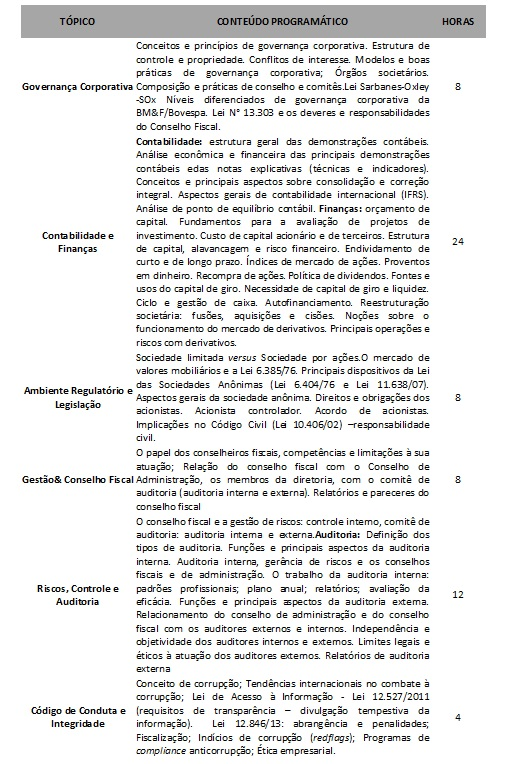 TÓPICO CONTEÚDO PROGRAMÁTICO HORAS
Conceitos e princípios de governança corporativa. Estrutura de
controle e propriedade. Conflitos de interesse. Modelos e boas
práticas de governança corporativa; Órgãos societários.
Governança Corporativa Composição e práticas de conselho e comitês.Lei Sarbanes-Oxley 8
-SOx Níveis diferenciados de governança corporativa da
BM&F/Bovespa. Lei N° 13.303 e os deveres e responsabilidades
do Conselho Fiscal.
Contabilidade: estrutura geral das demonstrações contábeis.
Análise econômica e financeira das principais demonstrações
contábeis edas notas explicativas (técnicas e indicadores).
Conceitos e principais aspectos sobre consolidação e correção
integral. Aspectos gerais de contabilidade internacional (IFRS).
Análise de ponto de equilíbrio contábil. Finanças: orçamento de
capital. Fundamentos para a avaliação de projetos de
Contabilidade e investimento. Custo de capital acionário e de terceiros. Estrutura 24
Finanças de capital, alavancagem e risco financeiro. Endividamento de
curto e de longo prazo. Índices de mercado de ações. Proventos
em dinheiro. Recompra de ações. Política de dividendos. Fontes e
usos do capital de giro. Necessidade de capital de giro e liquidez.
Ciclo e gestão de caixa. Autofinanciamento. Reestruturação
societária: fusões, aquisições e cisões. Noções sobre o
funcionamento do mercado de derivativos. Principais operações e
riscos com derivativos.
Sociedade limitada versus Sociedade por ações.O mercado de
valores mobiliários e a Lei 6.385/76. Principais dispositivos da Lei
Ambiente Regulatório e das Sociedades Anônimas (Lei 6.404/76 e Lei 11.638/07). 8
Legislação Aspectos gerais da sociedade anônima. Direitos e obrigações dos
acionistas. Acionista controlador. Acordo de acionistas.
Implicações no Código Civil (Lei 10.406/02) –responsabilidade
civil.
O papel dos conselheiros fiscais, competências e limitações à sua
atuação; Relação do conselho fiscal com o Conselho de
Gestão& Conselho Fiscal Administração, os membros da diretoria, com o comitê de 8
auditoria (auditoria interna e externa). Relatórios e pareceres do
conselho fiscal
O conselho fiscal e a gestão de riscos: controle interno, comitê de
auditoria: auditoria interna e externa.Auditoria: Definição dos
tipos de auditoria. Funções e principais aspectos da auditoria
interna. Auditoria interna, gerência de riscos e os conselhos
fiscais e de administração. O trabalho da auditoria interna:
Riscos, Controle e padrões profissionais; plano anual; relatórios; avaliação da 12
Auditoria eficácia. Funções e principais aspectos da auditoria externa.
Relacionamento do conselho de administração e do conselho
fiscal com os auditores externos e internos. Independência e
objetividade dos auditores internos e externos. Limites legais e
éticos à atuação dos auditores externos. Relatórios de auditoria
externa
Conceito de corrupção; Tendências internacionais no combate à
corrupção; Lei de Acesso à Informação - Lei 12.527/2011
Código de Conduta e (requisitos de transparência – divulgação tempestiva da 4
Integridade informação). Lei 12.846/13: abrangência e penalidades;
Fiscalização; Indícios de corrupção (redflags); Programas de
compliance anticorrupção; Ética empresarial.